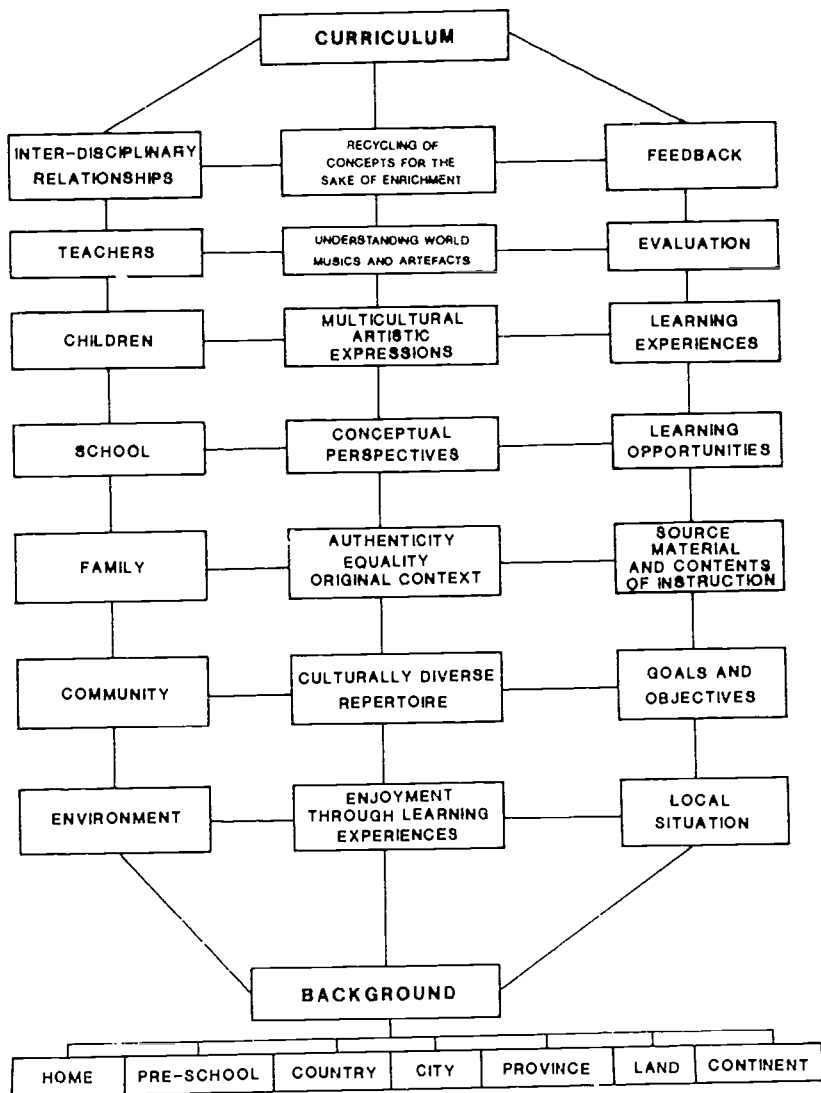 CURRICULUM
INTER-DISCIPLINARY
RELATIONSHIPS
RECYCLING OF
CONCEPTS FOR THE
SAKE OF ENRICHMENT
FEEDBACK
TEACHERS
UNDERSTANDING WORLD
MUSICS AND ARTEFACTS
EVALUATION
CHILDREN
MULTICULTURAL
ARTISTIC
EXPRESSIONS
LEARNING
EXPERIENCES
SCHOOL
CONCEPTUAL
PERSPECTIVES
LEARNING
OPPORTUNITIES
FAMILY
AUTHENTICITY
EQUALITY
ORIGINAL CONTEXT
SOURCE
MATERIAL
AND CONTENTS
OF INSTRUCTION
COMMUNITY
CULTURALLY DIVERSE
REPERTOIRE
GOALS AND
OBJECTIVES
ENVIRONMENT
ENJOYMENT
THROUGH LEARNING
EXPERIENCES
LOCAL
SITUATION
BACKGROUND
HOME
PRE-SCHOOL
COUNTRY
CITY
PROVINCE
LAND
CONTINENT